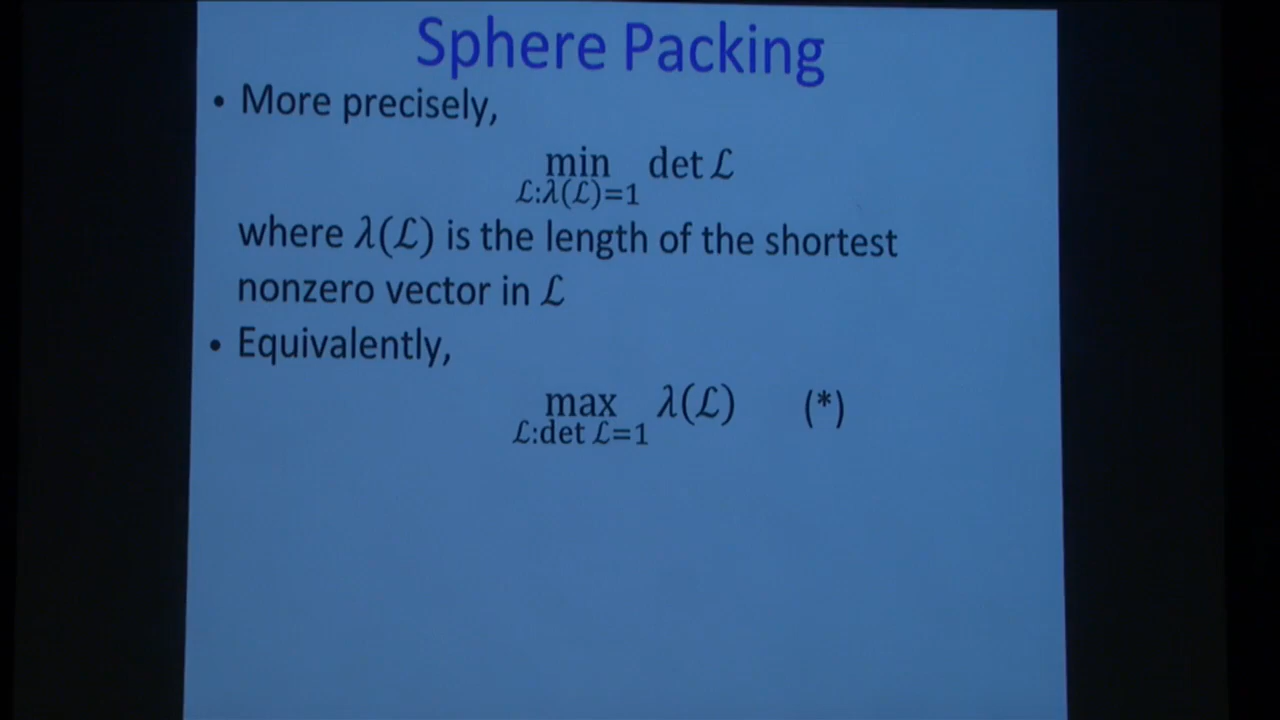 Sphere Packing
• More precisely,
min det ℒ
ℒ:λ(ℒ)=1
where λ(ℒ) is the length of the shortest
nonzero vector in ℒ
• Equivalently,
max λ(ℒ) (*)
ℒ:det ℒ=1